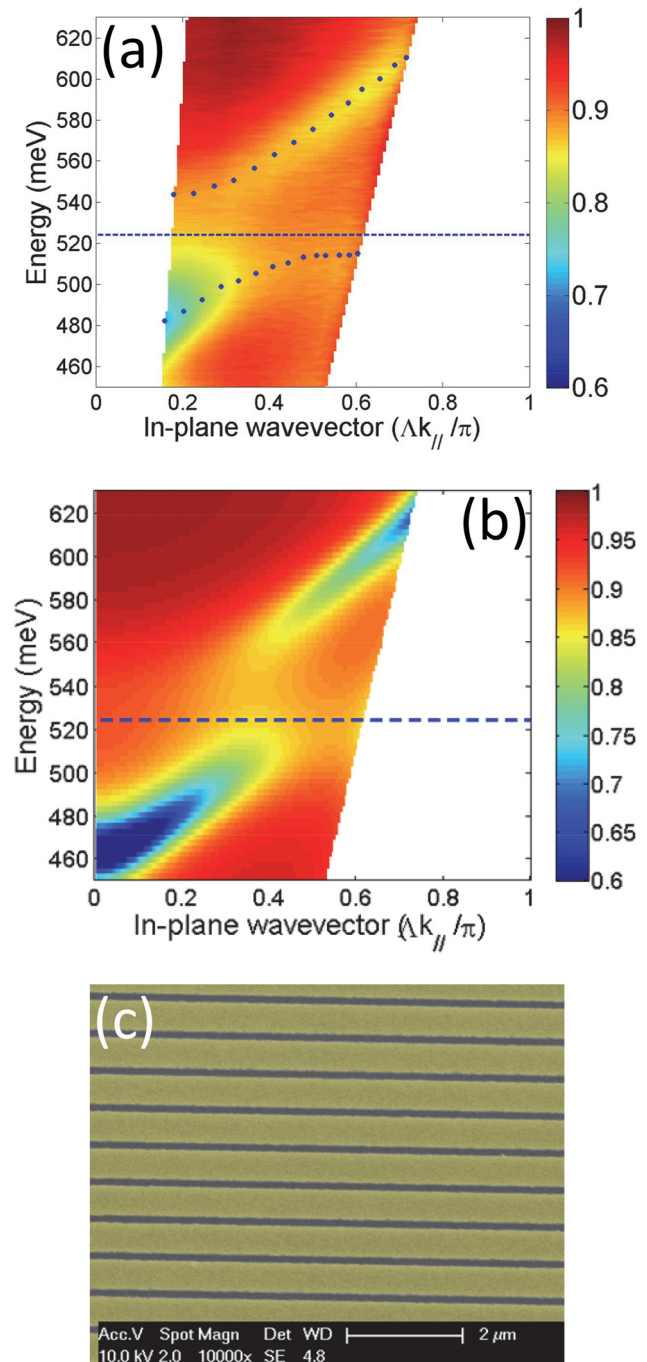 (a)
Energy (meV)
620
600
580
560
540
520
500
480
460
0 0.2 0.4 0.6 0.8 1
In-plane wavevector (Λk// /π)
1
0.9
0.8
0.7
0.6
(b)
Energy (meV)
620
600
580
560
540
520
500
480
460
0 0.2 0.4 0.6 0.8 1
In-plane wavevector (Λk// /π)
1
0.95
0.9
0.85
0.8
0.75
0.7
0.65
0.6
(c)
Acc.V Spot Magn Det WD 2 µm
10.0 kV 2.0 10000x SE 4.8